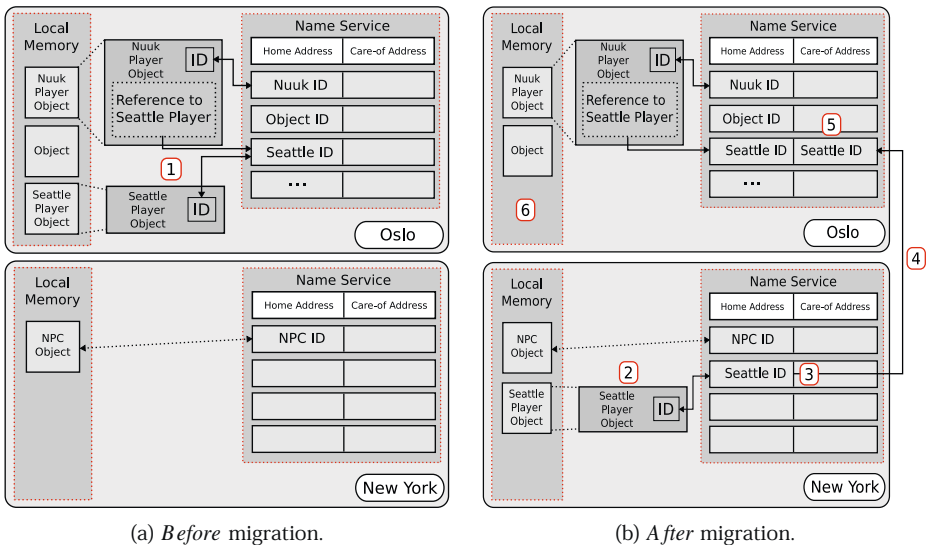 Local
Memory
Nuuk
Player
Object
Object
Seattle
Player
Object
Nuuk
Player
Object
ID
Reference to
Seattle Player
1
Seattle
Player
Object
ID
Name Service
Home Address Care-of Address
Nuuk ID
Object ID
Seattle ID
...
Oslo
Local
Memory
NPC
Object
Name Service
Home Address Care-of Address
NPC ID
New York
(a) Before migration.
Local
Memory
Nuuk
Player
Object
Object
6
Nuuk
Player
Object
ID
Reference to
Seattle Player
Name Service
Home Address Care-of Address
Nuuk ID
Object ID
5
Seattle ID Seattle ID
...
Oslo
4
Local
Memory
NPC
Object
Seattle
Player
Object
2
Seattle
Player
Object
ID
Name Service
Home Address Care-of Address
NPC ID
Seattle ID 3
New York
(b) After migration.